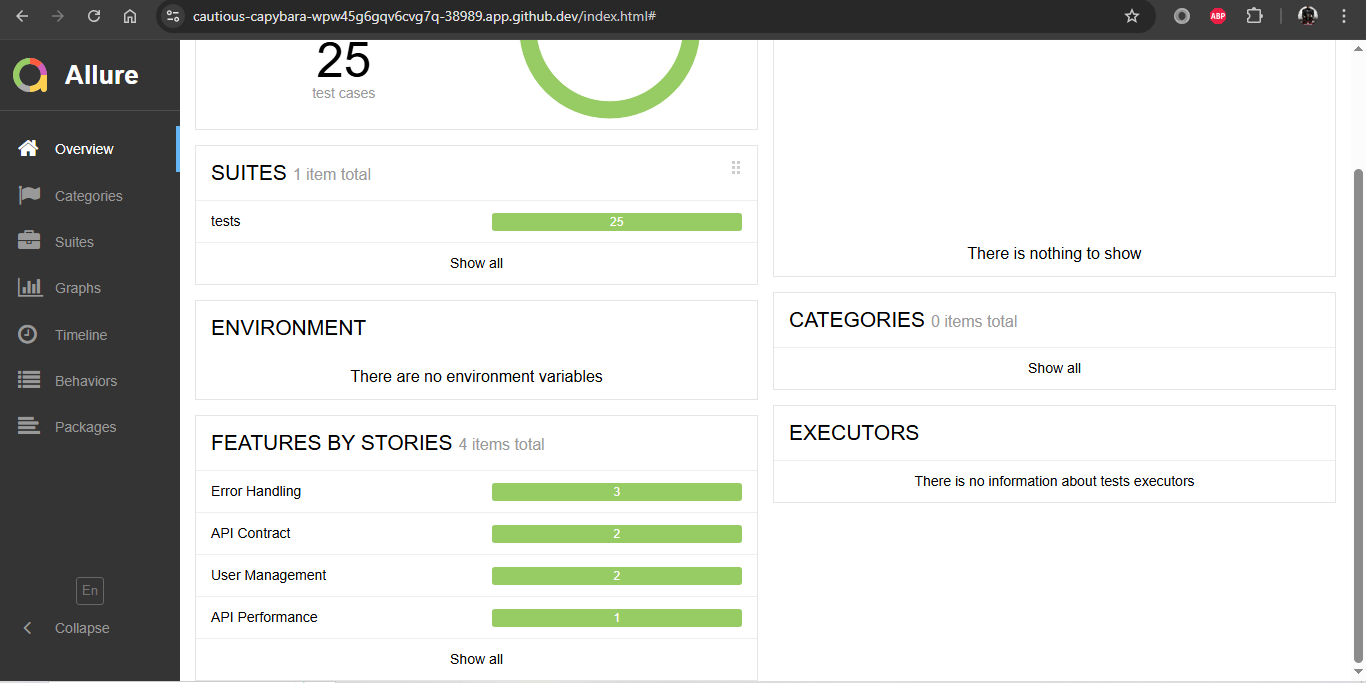 cautious-capybara-wpw45g6gqv6cvg7q-38989.app.github.dev/index.html#
ABP
Allure
Overview
Categories
Suites
Graphs
Timeline
Behaviors
Packages
En
Collapse
25
test cases
SUITES 1 item total
tests 25
Show all
ENVIRONMENT
There are no environment variables
FEATURES BY STORIES 4 items total
Error Handling 3
API Contract 2
User Management 2
API Performance 1
Show all
There is nothing to show
CATEGORIES 0 items total
Show all
EXECUTORS
There is no information about tests executors